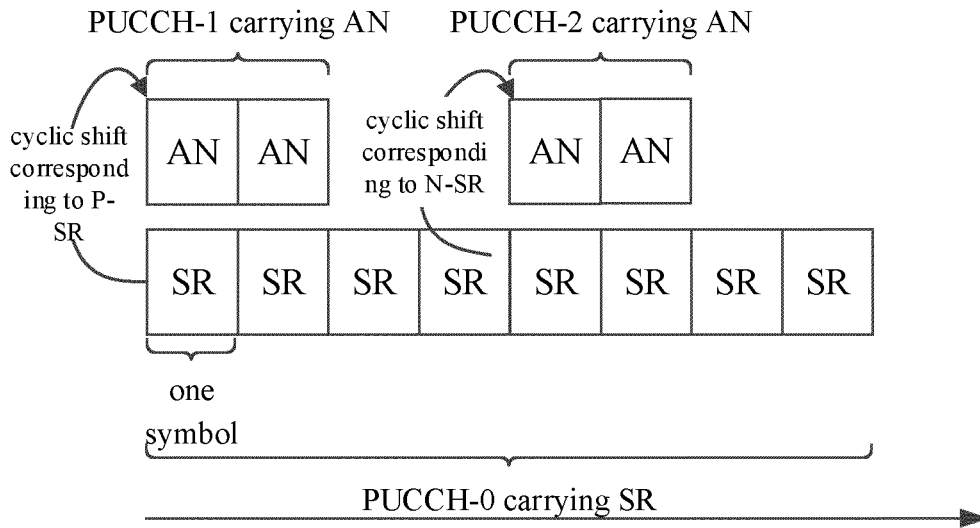 PUCCH-1 carrying AN
PUCCH-2 carrying AN
cyclic shift
correspond
ing to P-
SR
AN AN
cyclic shift
correspondi
ng to N-SR
AN AN
SR SR SR SR SR SR SR SR
one
symbol
PUCCH-0 carrying SR